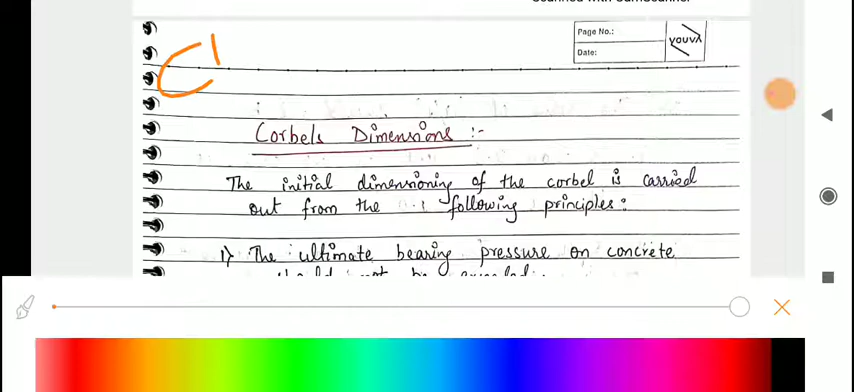 Page No.:
Date:
YOUVA
Corbels Dimensions :-
The initial dimensioning of the corbel is carried
out from the following principles:
1) The ultimate bearing pressure on concrete